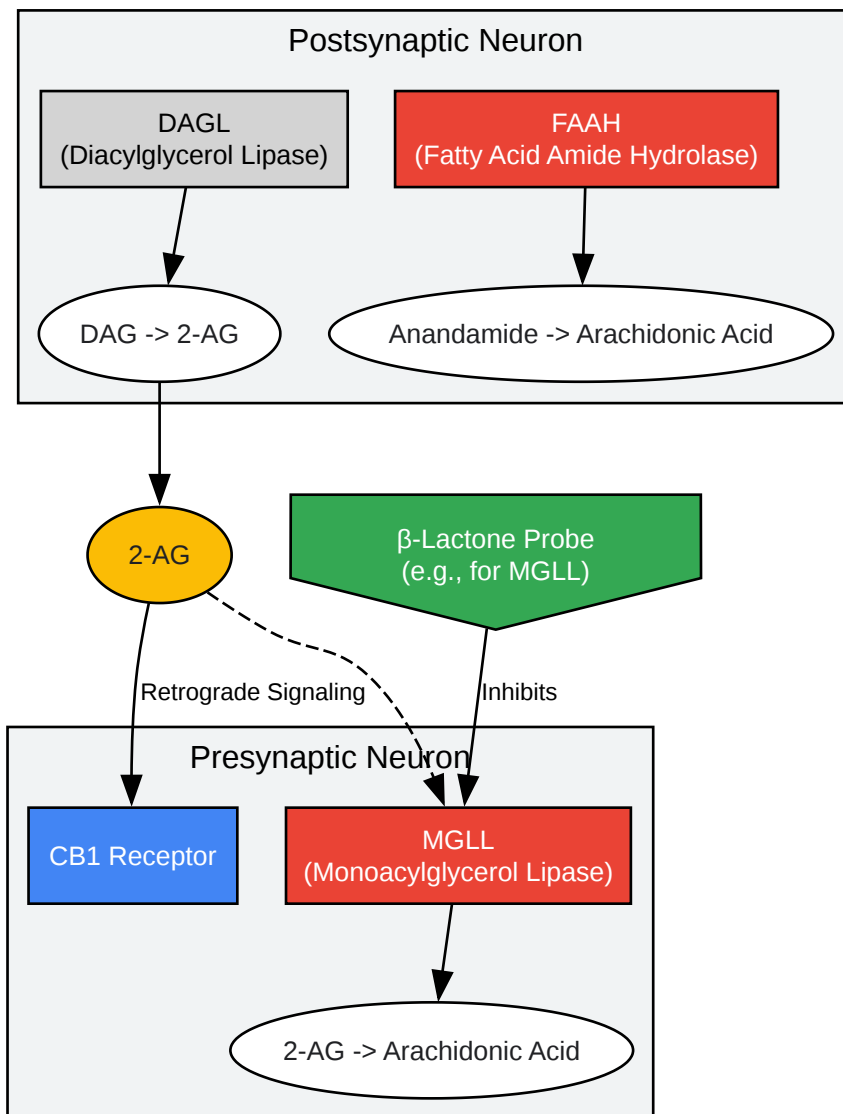 Postsynaptic Neuron
DAGL
(Diacylglycerol Lipase)
FAAH
(Fatty Acid Amide Hydrolase)
DAG -> 2-AG
Anandamide -> Arachidonic Acid
2-AG
β-Lactone Probe
(e.g., for MGLL)
Retrograde Signaling
Inhibits
Presynaptic Neuron
CB1 Receptor
MGLL
(Monoacylglycerol Lipase)
2-AG -> Arachidonic Acid